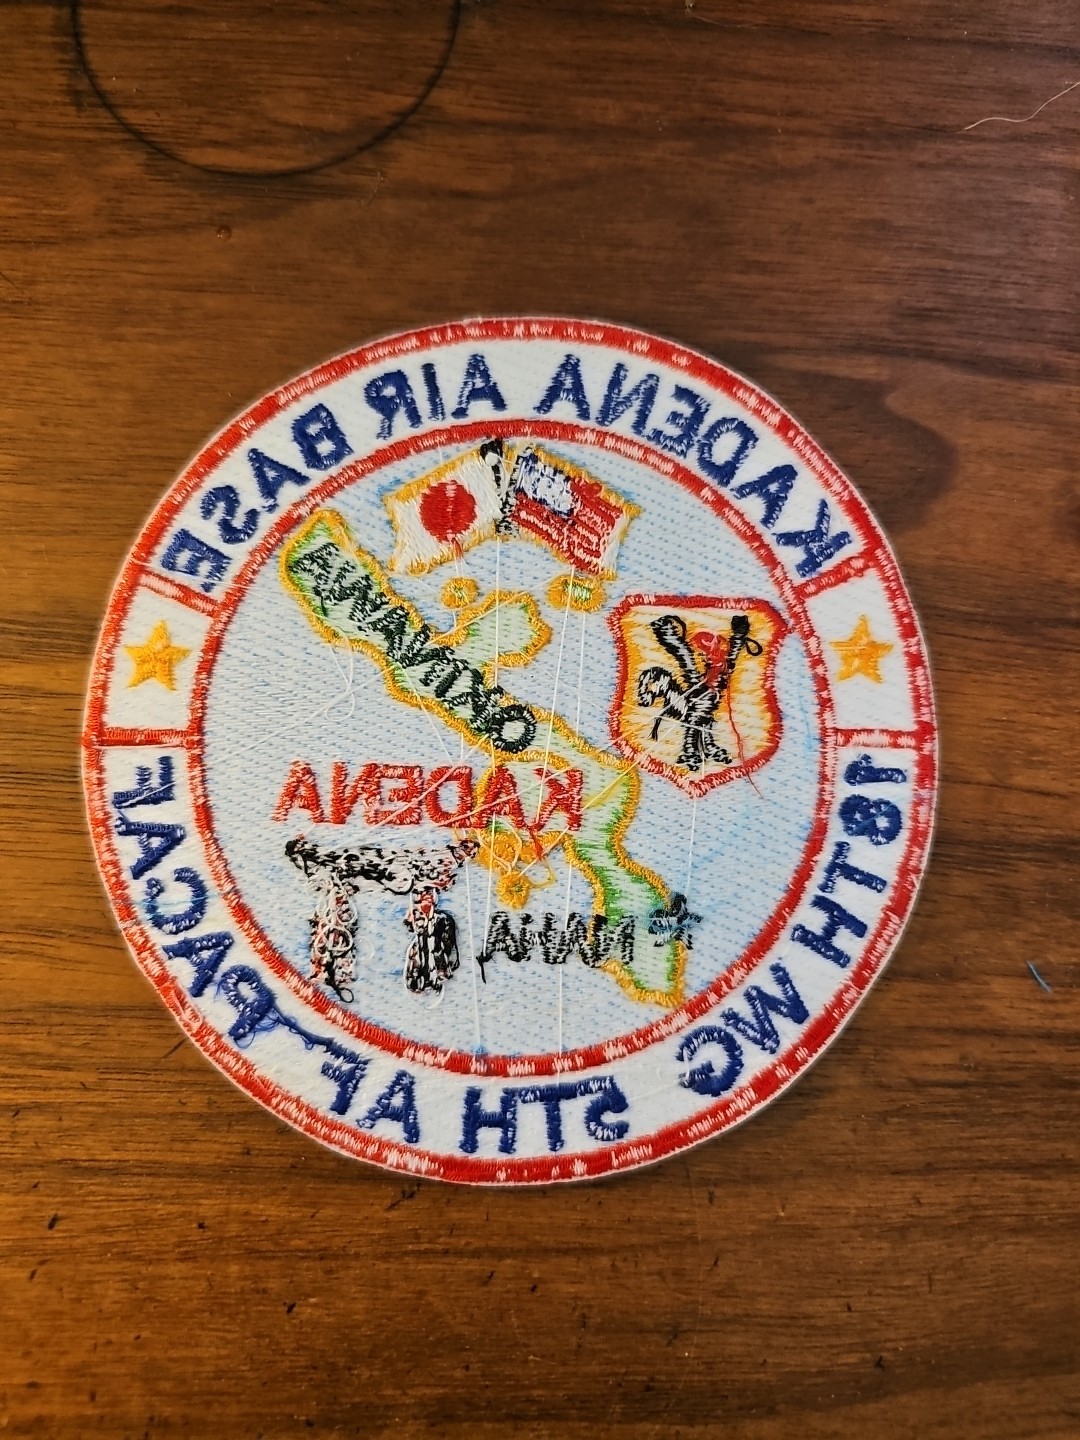 KADENA AIR BASE
OKINAWA
KADENA
NAHA
18TH WG 5TH AF PACAF